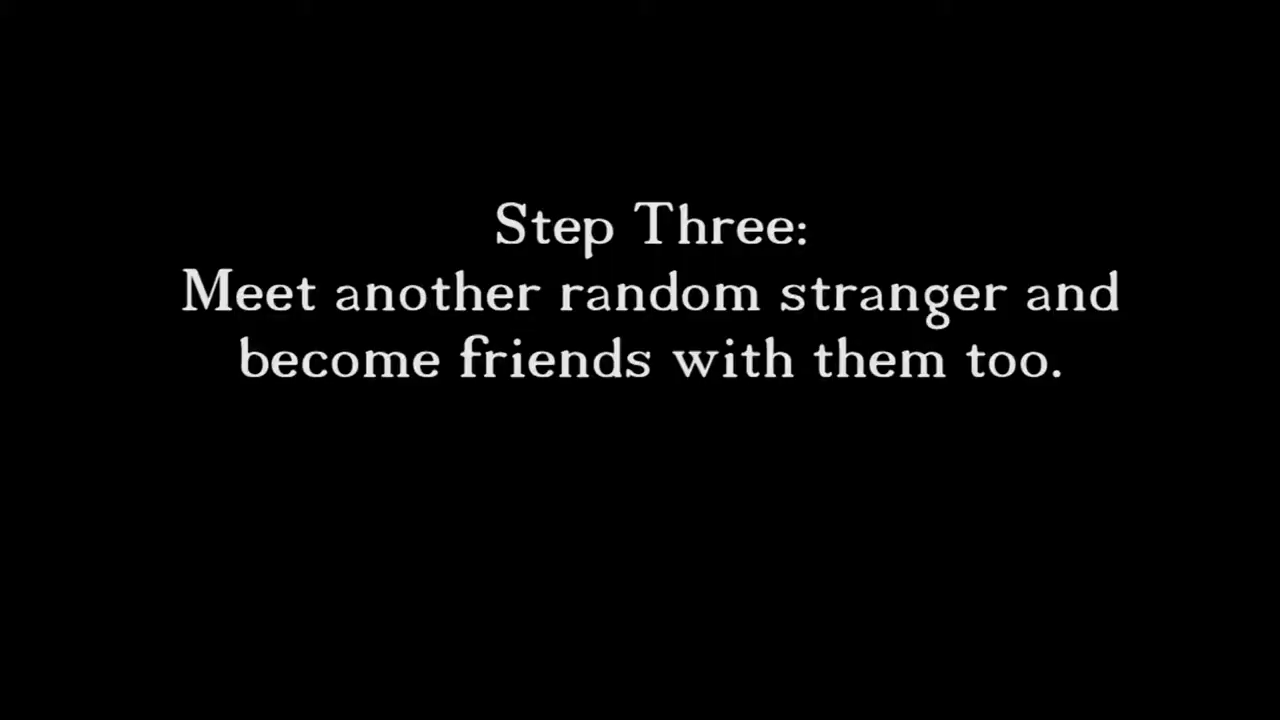 Step Three:
Meet another random stranger and
become friends with them too.